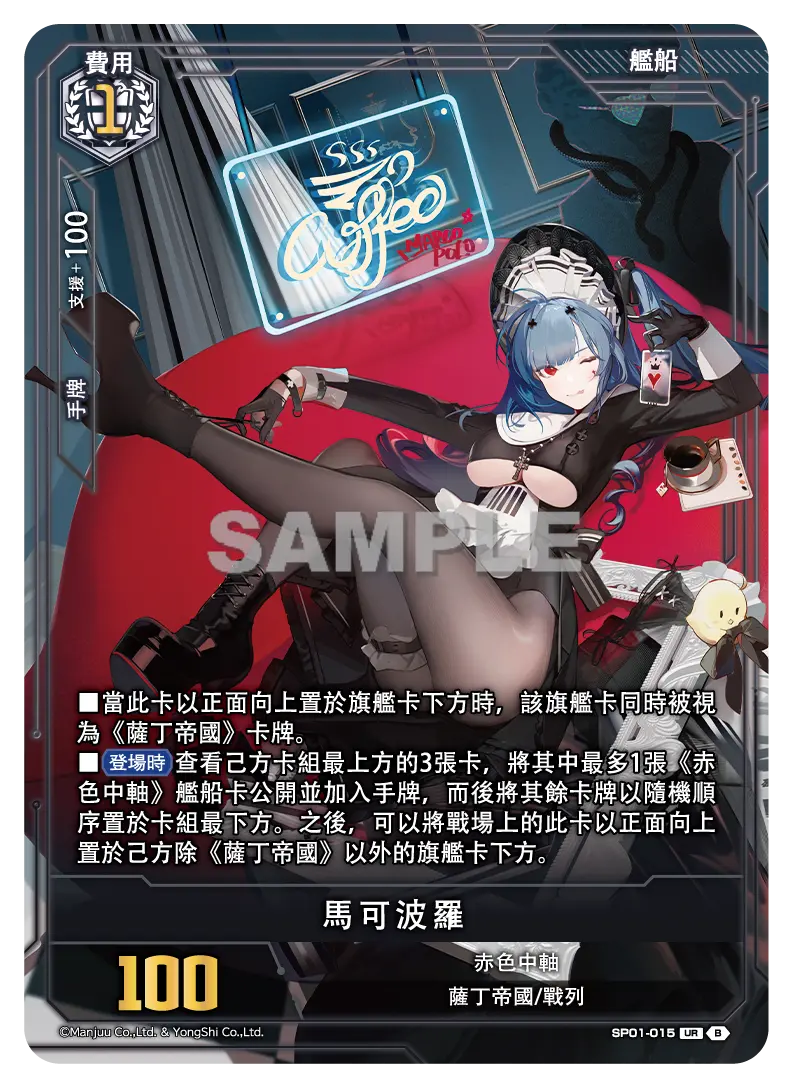 費用
1
艦船
支援+100
手牌
Coffee
MARCO
POLO
SAMPLE
■當此卡以正面向上置於旗艦卡下方時，該旗艦卡同時被視
為《薩丁帝國》卡牌。
■登場時查看己方卡組最上方的3張卡，將其中最多1張《赤
色中軸》艦船卡公開並加入手牌，而後將其餘卡牌以隨機順
序置於卡組最下方。之後，可以將戰場上的此卡以正面向上
置於己方除《薩丁帝國》以外的旗艦卡下方。
馬可波羅
100
赤色中軸
薩丁帝國/戰列
©Manjuu Co.,Ltd. & YongShi Co.,Ltd.
SP01-015 UR B